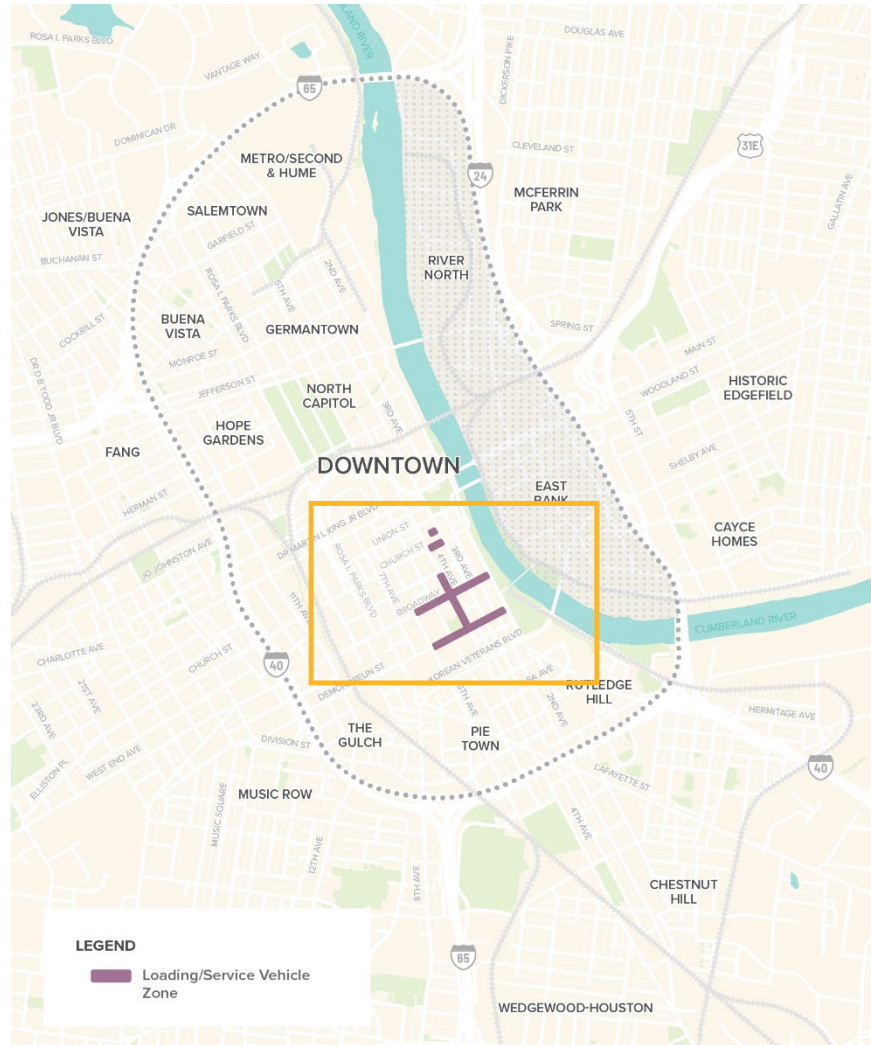 ROSA L PARKS BLVD
DOUGLAS AVE
CUMBERLAND RIVER
VANTAGE WAY
65
DICKERSON PIKE
DOMINICAN DR
31E
CLEVELAND ST
METRO/SECOND
& HUME
24
MCFERRIN
PARK
GALLATIN AVE
JONES/BUENA
VISTA
SALEMTOWN
GARFIELD ST
BUCHANAN ST
RIVER
NORTH
2ND AVE
5TH AVE
ROSA L PARKS BLVD
BUENA
VISTA
COCKRILL ST
GERMANTOWN
SPRING ST
MAIN ST
MONROE ST
WOODLAND ST
DR D B TODD JR BLVD
JEFFERSON ST
NORTH
CAPITOL
HISTORIC
EDGEFIELD
3RD AVE
5TH ST
HOPE
GARDENS
FANG
SHELBY AVE
DOWNTOWN
EAST
BANK
HERMAN ST
DR MARTIN L KING JR BLVD
UNION ST
CAYCE
HOMES
JO JOHNSTON AVE
CHURCH ST
3RD AVE
4TH AVE
ROSA L PARKS BLVD
7TH AVE
11TH AVE
BROADWAY
CUMBERLAND RIVER
CHARLOTTE AVE
CHURCH ST
40
KOREAN VETERANS BLVD
DEMONBREUN ST
21ST AVE
23RD AVE
RUTLEDGE
HILL
2ND AVE
HERMITAGE AVE
THE
GULCH
PIE
TOWN
DIVISION ST
WEST END AVE
ELLISTON PL
LAFAYETTE ST
40
MUSIC ROW
MUSIC SQUARE
12TH AVE
4TH AVE
8TH AVE
CHESTNUT
HILL
LEGEND
Loading/Service Vehicle
Zone
65
WEDGEWOOD-HOUSTON